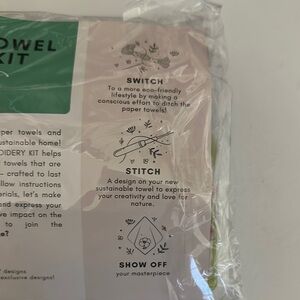 OWEL
KIT
SWITCH
To a more eco-friendly
lifestyle by making a
conscious effort to ditch the
paper towels!
STITCH
A design on your new
sustainable towel to express
your creativity and love for
nature.
SHOW OFF
your masterpiece
per towels and
ustainable home!
OIDERY KIT helps
towels that are
– crafted to last
llow instructions
erials, let's make
and express your
ve impact on the
to join the
designs
exclusive designs!